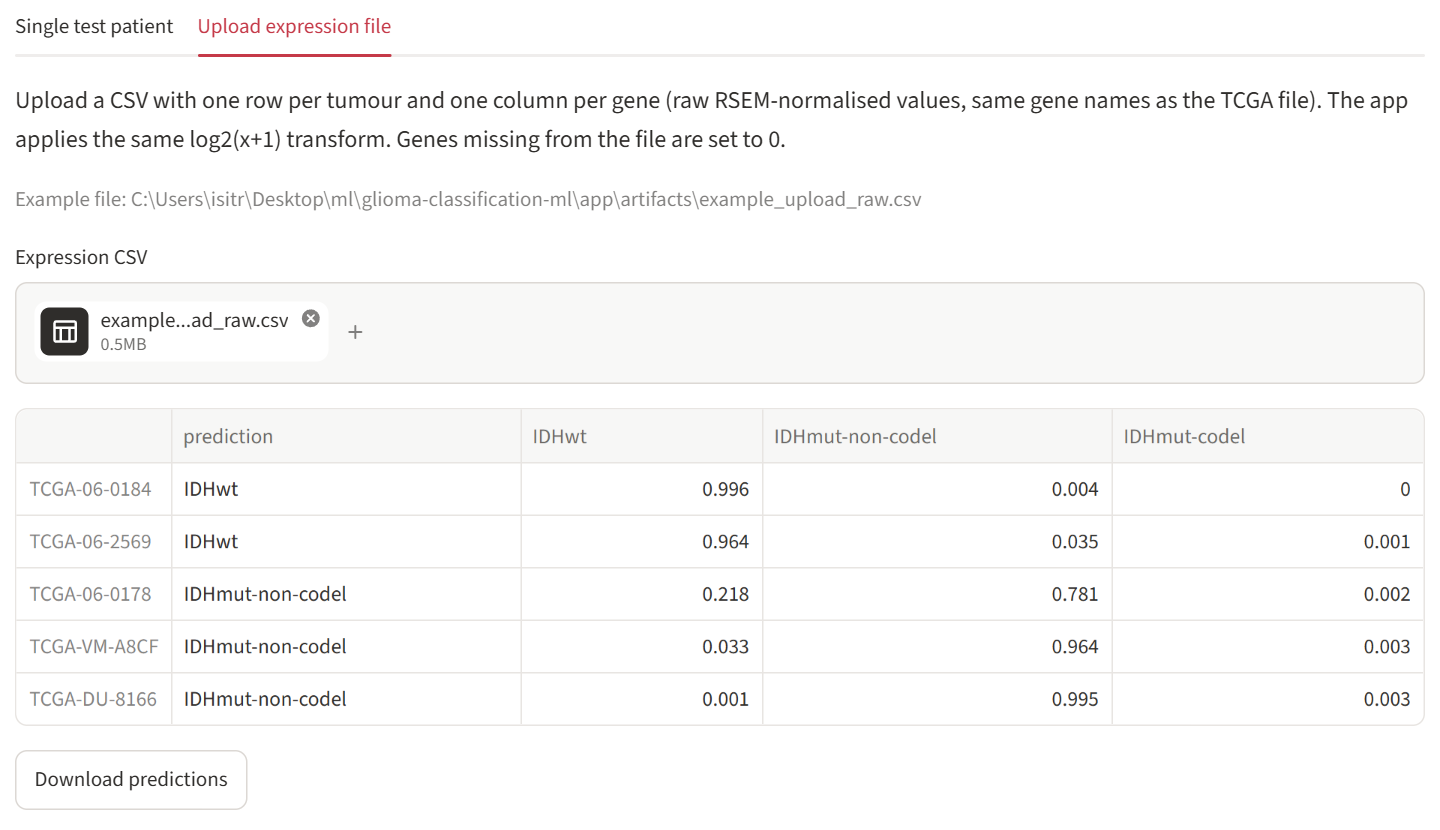 Single test patient Upload expression file
Upload a CSV with one row per tumour and one column per gene (raw RSEM-normalised values, same gene names as the TCGA file). The app
applies the same log2(x+1) transform. Genes missing from the file are set to 0.
Example file: C:\Users\isitr\Desktop\ml\glioma-classification-ml\app\artifacts\example_upload_raw.csv
Expression CSV
example...ad_raw.csv
0.5MB
prediction IDHwt IDHmut-non-codel IDHmut-codel
TCGA-06-0184 IDHwt 0.996 0.004 0
TCGA-06-2569 IDHwt 0.964 0.035 0.001
TCGA-06-0178 IDHmut-non-codel 0.218 0.781 0.002
TCGA-VM-A8CF IDHmut-non-codel 0.033 0.964 0.003
TCGA-DU-8166 IDHmut-non-codel 0.001 0.995 0.003
Download predictions